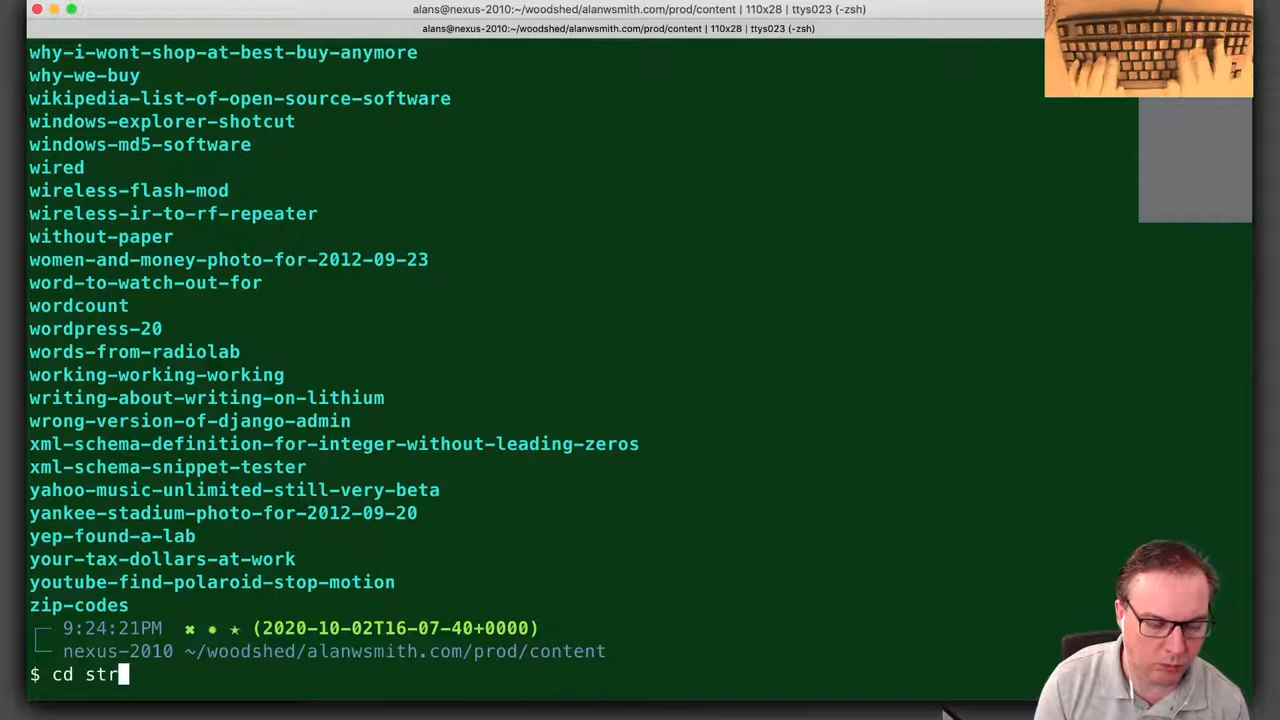 alans@nexus-2010:~/woodshed/alanwsmith.com/prod/content | 110x28 | ttys023 (-zsh)
alans@nexus-2010:~/woodshed/alanwsmith.com/prod/content | 110x28 | ttys023 (-zsh)
why-i-wont-shop-at-best-buy-anymore
why-we-buy
wikipedia-list-of-open-source-software
windows-explorer-shotcut
windows-md5-software
wired
wireless-flash-mod
wireless-ir-to-rf-repeater
without-paper
women-and-money-photo-for-2012-09-23
word-to-watch-out-for
wordcount
wordpress-20
words-from-radiolab
working-working-working
writing-about-writing-on-lithium
wrong-version-of-django-admin
xml-schema-definition-for-integer-without-leading-zeros
xml-schema-snippet-tester
yahoo-music-unlimited-still-very-beta
yankee-stadium-photo-for-2012-09-20
yep-found-a-lab
your-tax-dollars-at-work
youtube-find-polaroid-stop-motion
zip-codes
9:24:21PM ✖ ✹ ★ (2020-10-02T16-07-40+0000)
nexus-2010 ~/woodshed/alanwsmith.com/prod/content
$ cd str